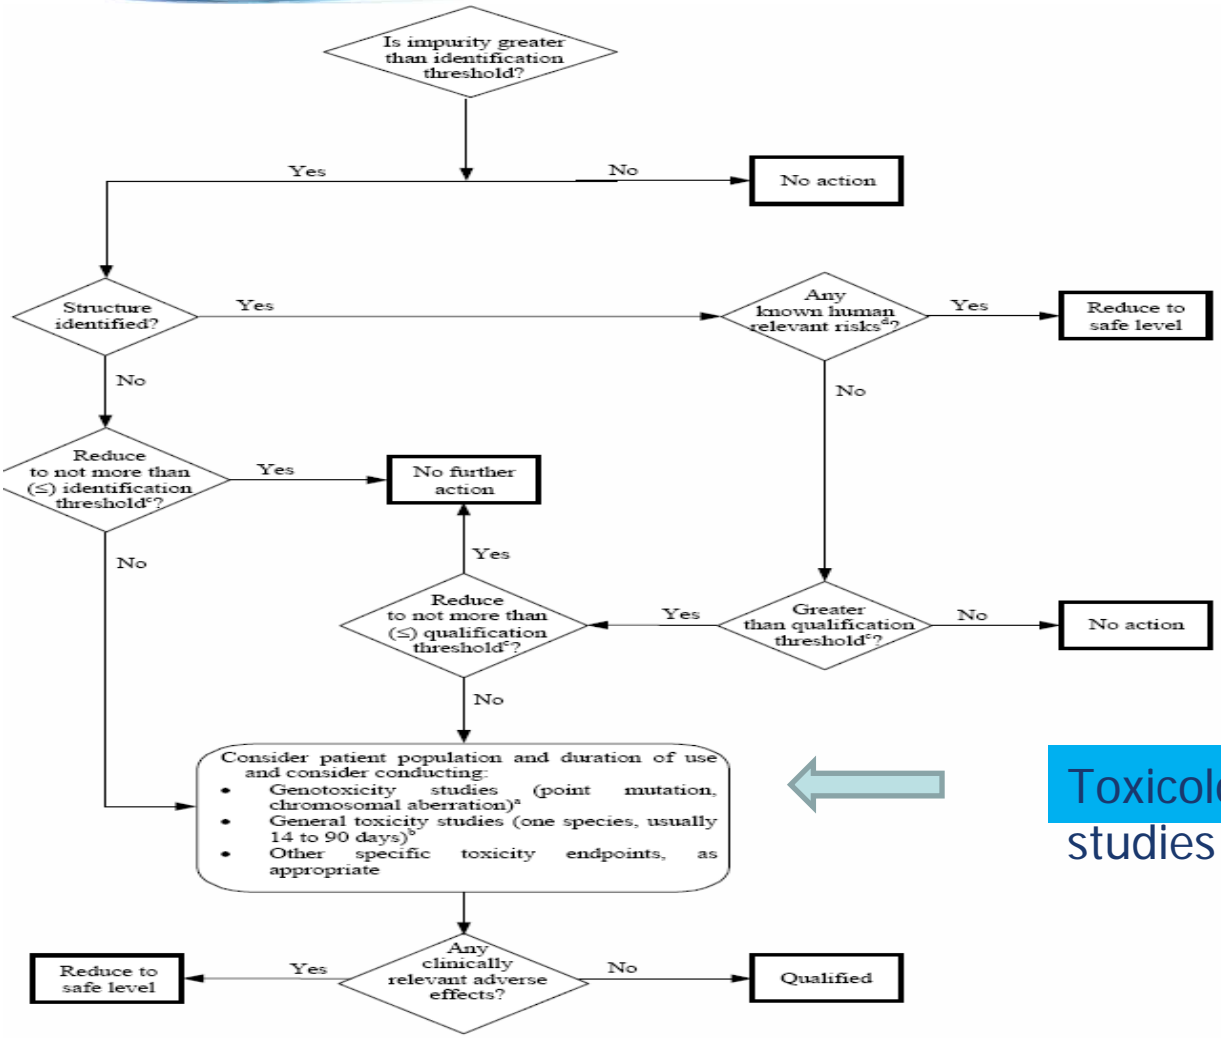 Is impurity greater
than identification
threshold?
Yes
No
No action
Structure
identified?
Yes
Any
known human
relevant risksᵈ?
Yes
Reduce to
safe level
No
No
Reduce
to not more than
(≤) identification
thresholdᶜ?
Yes
No further
action
No
Yes
Reduce
to not more than
(≤) qualification
thresholdᶜ?
Yes
Greater
than qualification
thresholdᶜ?
No
No action
No
Consider patient population and duration of use
and consider conducting:
• Genotoxicity studies (point mutation,
chromosomal aberration)ᵃ
• General toxicity studies (one species, usually
14 to 90 days)ᵇ
• Other specific toxicity endpoints, as
appropriate
Toxicolo
studies
Any
clinically
relevant adverse
effects?
Yes
Reduce to
safe level
No
Qualified